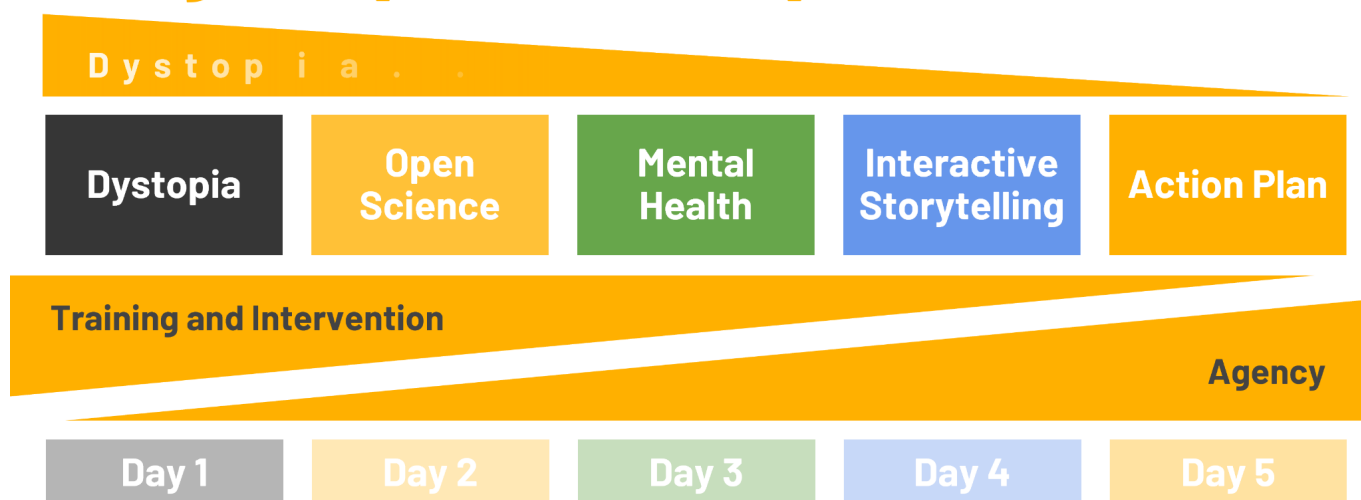 Dystopia. .
Dystopia
Open
Science
Mental
Health
Interactive
Storytelling
Action Plan
Training and Intervention
Agency
Day 1
Day 2
Day 3
Day 4
Day 5